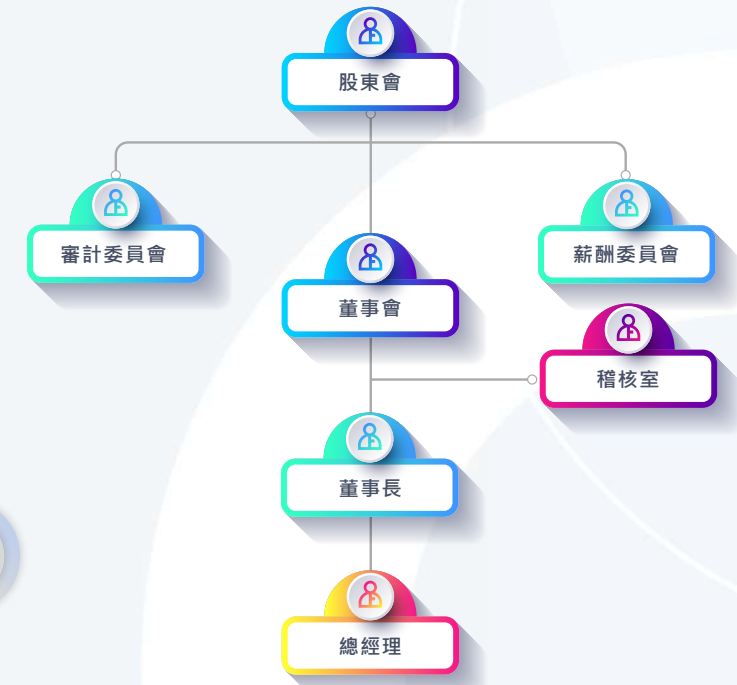 股東會
審計委員會
薪酬委員會
董事會
稽核室
董事長
總經理